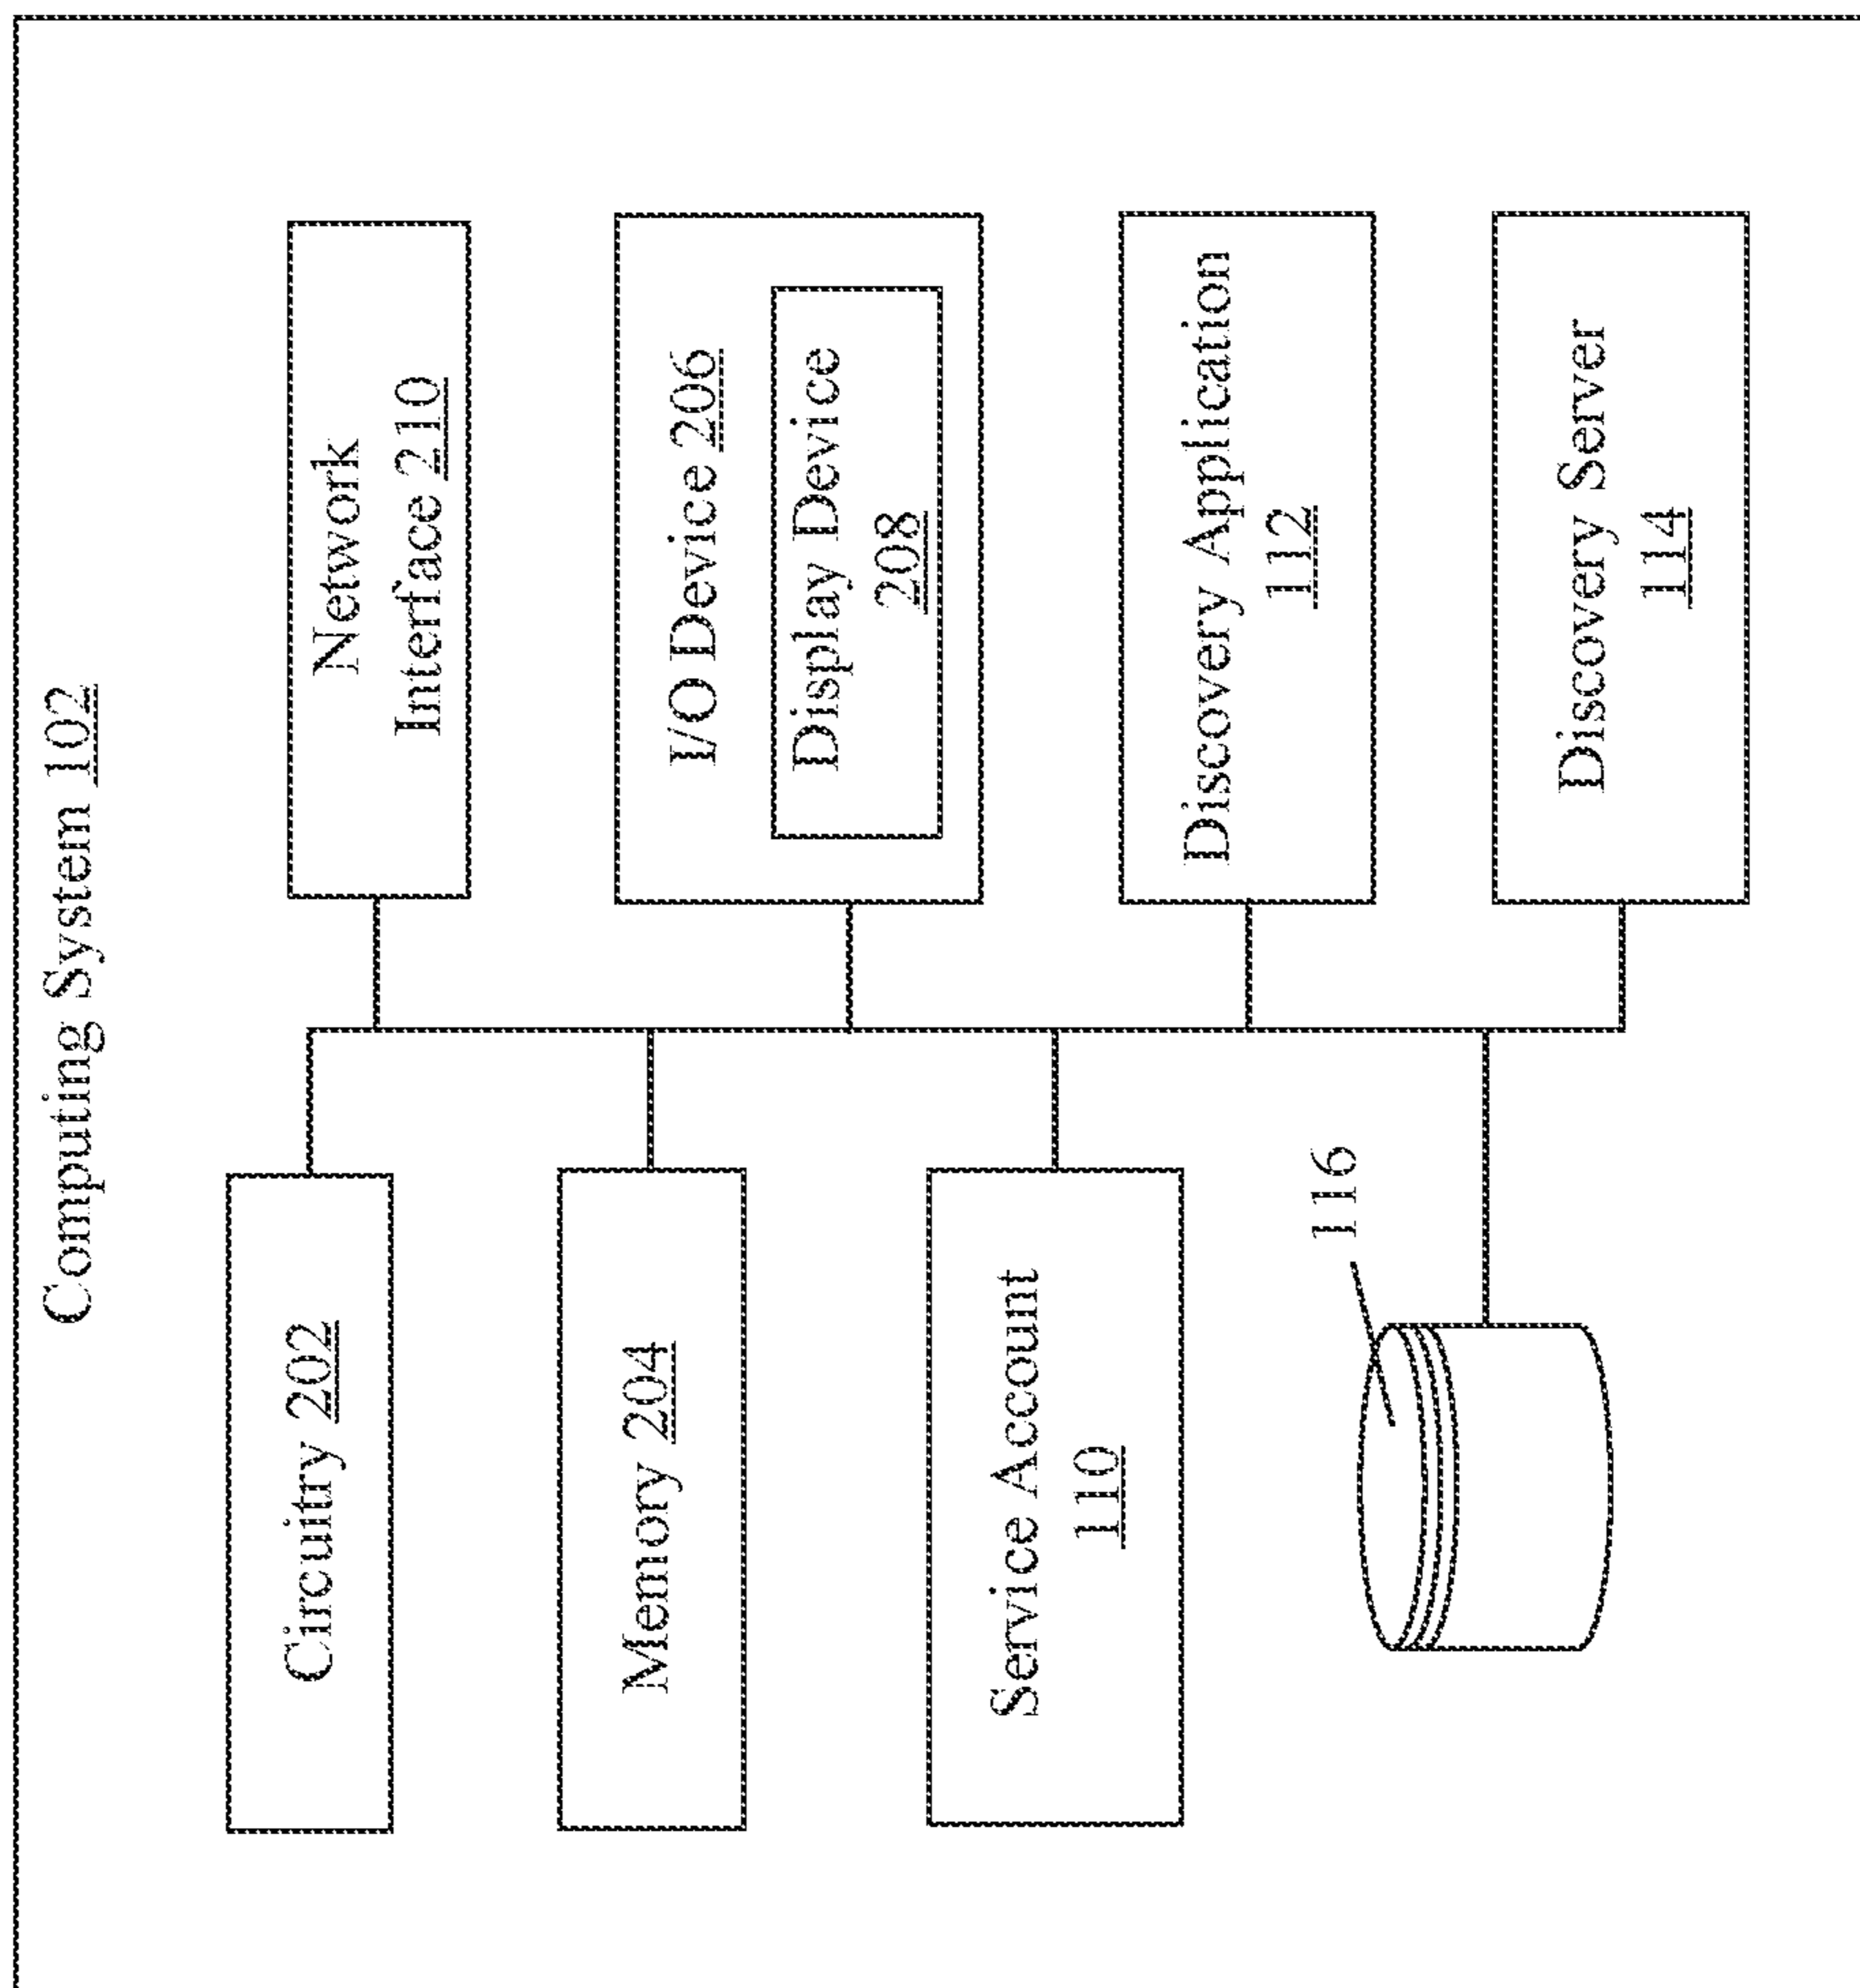 Computing System 102
Circuitry 202
Network
Interface 210
Memory 204
I/O Device 206
Display Device
208
Service Account
110
Discovery Application
112
116
Discovery Server
114